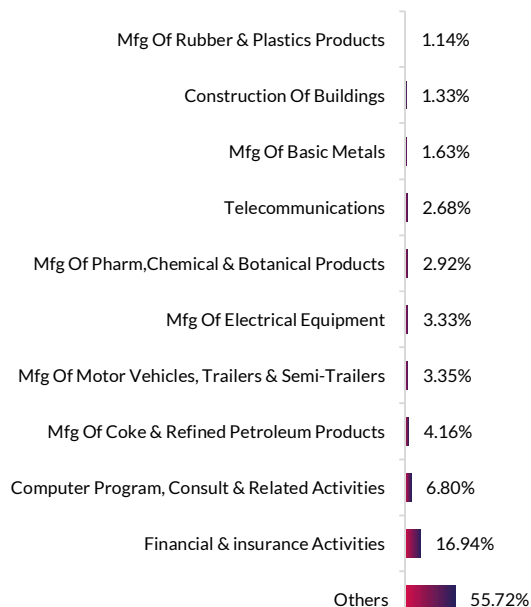 Mfg Of Rubber & Plastics Products 1.14%
Construction Of Buildings 1.33%
Mfg Of Basic Metals 1.63%
Telecommunications 2.68%
Mfg Of Pharm,Chemical & Botanical Products 2.92%
Mfg Of Electrical Equipment 3.33%
Mfg Of Motor Vehicles, Trailers & Semi-Trailers 3.35%
Mfg Of Coke & Refined Petroleum Products 4.16%
Computer Program, Consult & Related Activities 6.80%
Financial & insurance Activities 16.94%
Others 55.72%